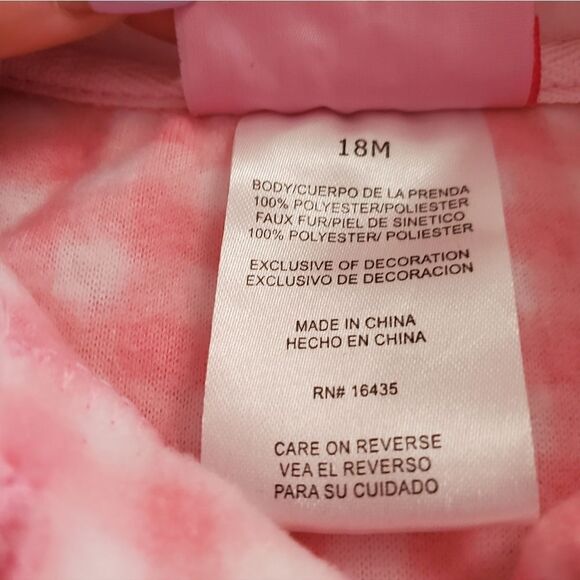 18M
BODY/CUERPO DE LA PRENDA
100% POLYESTER/POLIESTER
FAUX FUR/PIEL DE SINETICO
100% POLYESTER/ POLIESTER
EXCLUSIVE OF DECORATION
EXCLUSIVO DE DECORACION
MADE IN CHINA
HECHO EN CHINA
RN# 16435
CARE ON REVERSE
VEA EL REVERSO
PARA SU CUIDADO